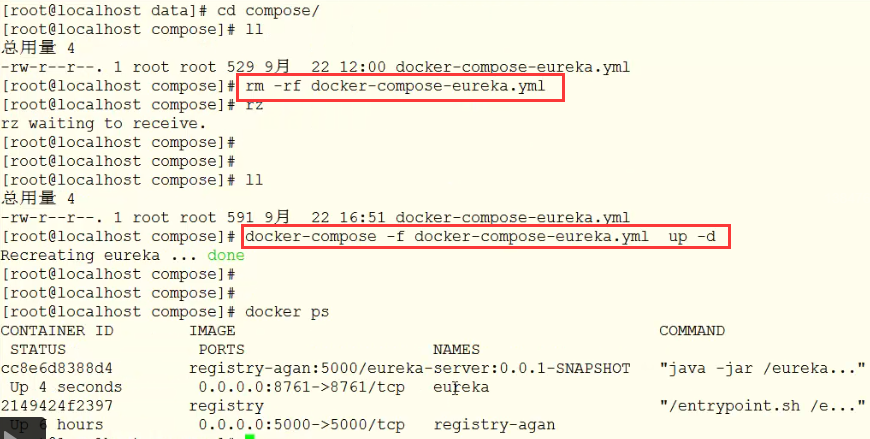 [root@localhost data]# cd compose/
[root@localhost compose]# ll
总用量 4
-rw-r--r--. 1 root root 529 9月  22 12:00 docker-compose-eureka.yml
[root@localhost compose]# rm -rf docker-compose-eureka.yml
[root@localhost compose]# rz
rz waiting to receive.
[root@localhost compose]#
[root@localhost compose]#
[root@localhost compose]# ll
总用量 4
-rw-r--r--. 1 root root 591 9月  22 16:51 docker-compose-eureka.yml
[root@localhost compose]# docker-compose -f docker-compose-eureka.yml  up -d
Recreating eureka ... done
[root@localhost compose]#
[root@localhost compose]#
[root@localhost compose]# docker ps
CONTAINER ID        IMAGE                                              COMMAND
 STATUS              PORTS                    NAMES
cc8e6d8388d4        registry-agan:5000/eureka-server:0.0.1-SNAPSHOT   "java -jar /eureka..."
 Up 4 seconds        0.0.0.0:8761->8761/tcp   eureka
2149424f2397        registry                                           "/entrypoint.sh /e..."
 Up 6 hours          0.0.0.0:5000->5000/tcp   registry-agan